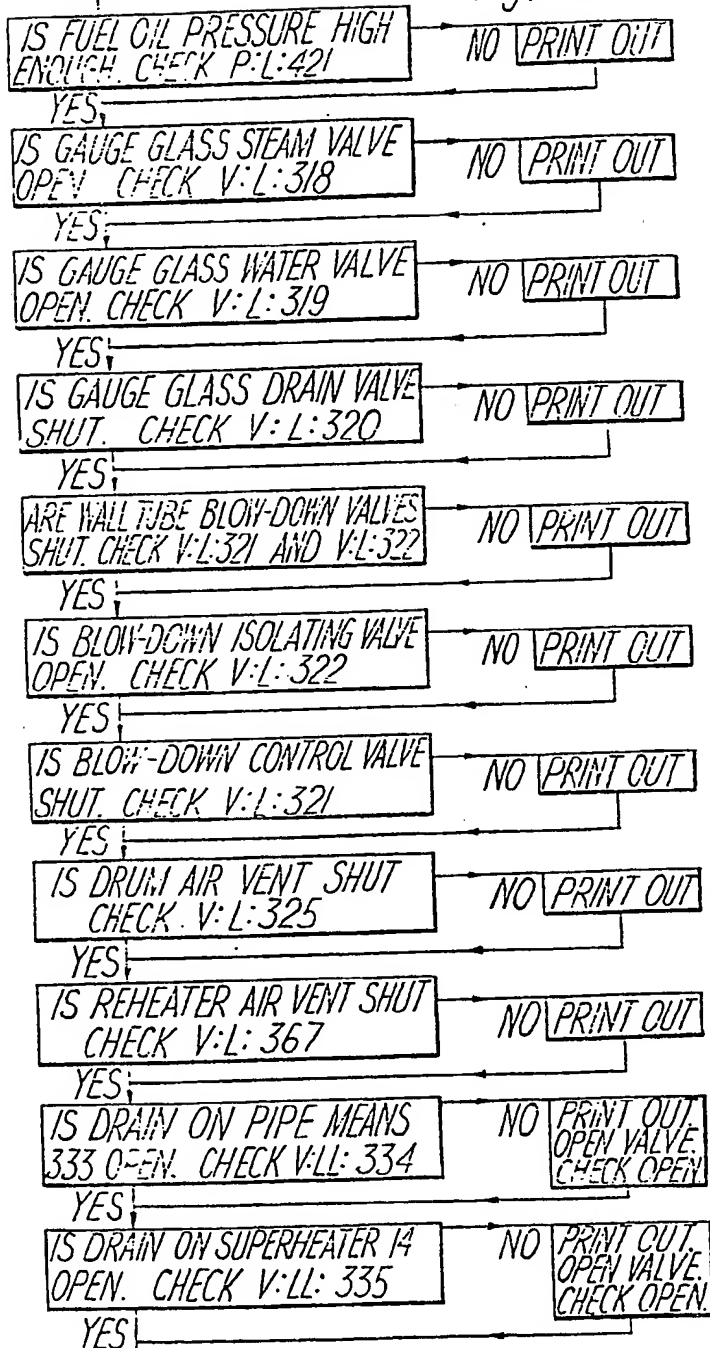 IS FUEL OIL PRESSURE HIGH
ENOUGH. CHECK P:L:421
NO PRINT OUT
YES
IS GAUGE GLASS STEAM VALVE
OPEN CHECK V:L:318
NO PRINT OUT
YES
IS GAUGE GLASS WATER VALVE
OPEN. CHECK V:L:319
NO PRINT OUT
YES
IS GAUGE GLASS DRAIN VALVE
SHUT. CHECK V:L:320
NO PRINT OUT
YES
ARE WALL TUBE BLOW-DOWN VALVES
SHUT. CHECK V:L:321 AND V:L:322
NO PRINT OUT
YES
IS BLOW-DOWN ISOLATING VALVE
OPEN. CHECK V:L:322
NO PRINT OUT
YES
IS BLOW-DOWN CONTROL VALVE
SHUT. CHECK V:L:321
NO PRINT OUT
YES
IS DRUM AIR VENT SHUT
CHECK V:L:325
NO PRINT OUT
YES
IS REHEATER AIR VENT SHUT
CHECK V:L:367
NO PRINT OUT
YES
IS DRAIN ON PIPE MEANS
333 OPEN. CHECK V:LL:334
NO PRINT OUT.
OPEN VALVE.
CHECK OPEN.
YES
IS DRAIN ON SUPERHEATER 14
OPEN. CHECK V:LL:335
NO PRINT OUT.
OPEN VALVE.
CHECK OPEN.
YES